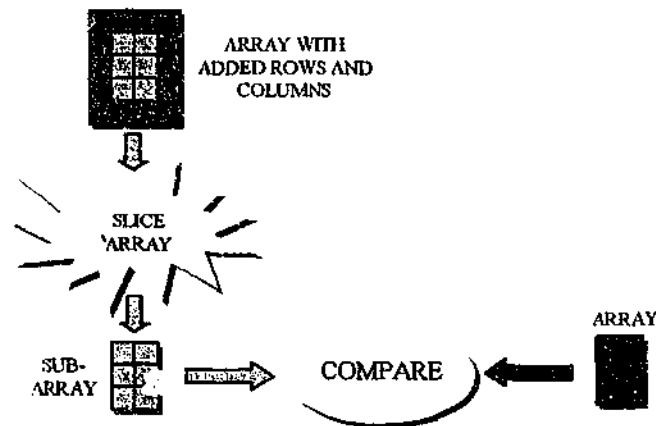 ARRAY WITH
ADDED ROWS AND
COLUMNS
SLICE
ARRAY
SUB-
ARRAY
COMPARE
ARRAY